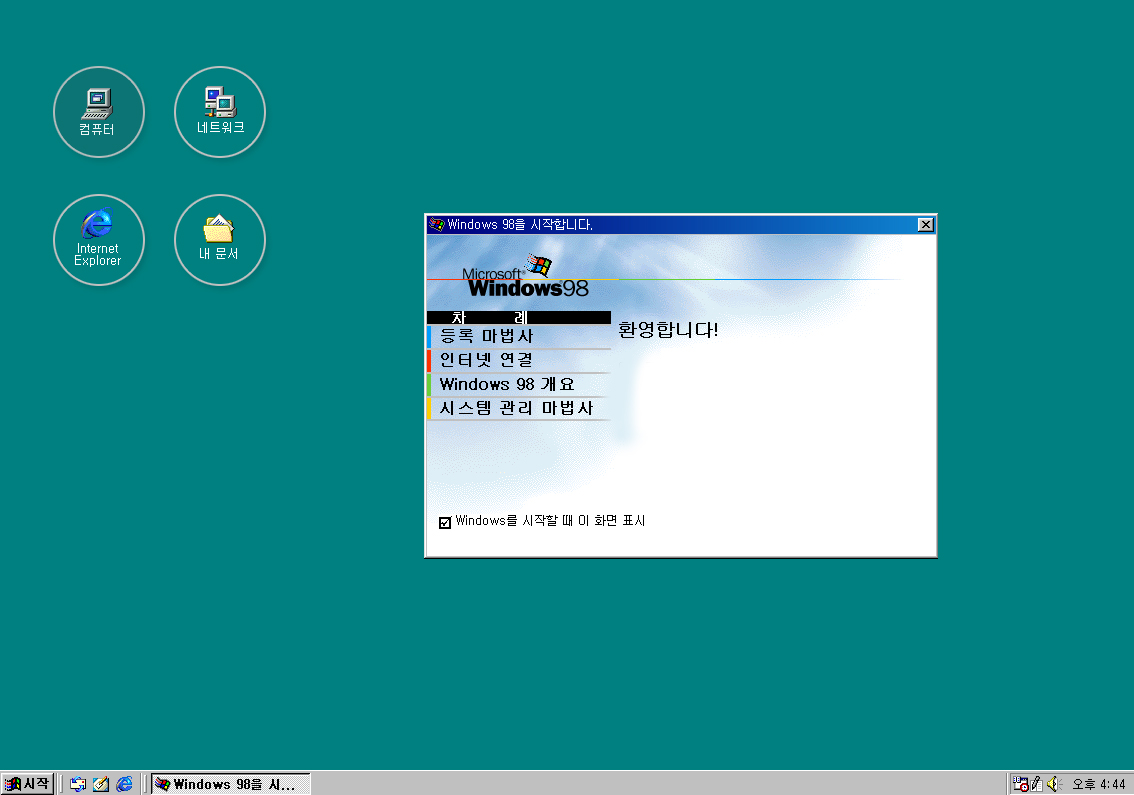 컴퓨터
네트워크
Internet
Explorer
내 문서
Windows 98을 시작합니다.
Microsoft®
Windows 98
차 례
등록 마법사
인터넷 연결
Windows 98 개요
시스템 관리 마법사
환영합니다!
Windows를 시작할 때 이 화면 표시
시작
Windows 98을 시...
오후 4:44